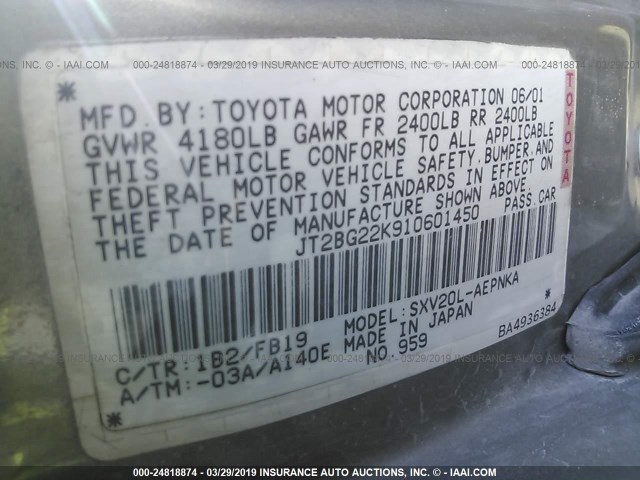 000-24818874 - 03/29/2019 INSURANCE AUTO AUCTIONS, INC. © - IAAI.COM
MFD.BY:TOYOTA MOTOR CORPORATION 06/01
GVWR 4180LB GAWR FR 2400LB RR 2400LB
THIS VEHICLE CONFORMS TO ALL APPLICABLE
FEDERAL MOTOR VEHICLE SAFETY,BUMPER,AND
THEFT PREVENTION STANDARDS IN EFFECT ON
THE DATE OF MANUFACTURE SHOWN ABOVE.
JT2BG22K910601450 PASS.CAR
TOYOTA
C/TR:1B2/FB19 MODEL:SXV20L-AEPNKA
A/TM:-03A/A140E MADE IN JAPAN
NO 959 BA4936384
000-24818874 - 03/29/2019 INSURANCE AUTO AUCTIONS, INC. © - IAAI.COM